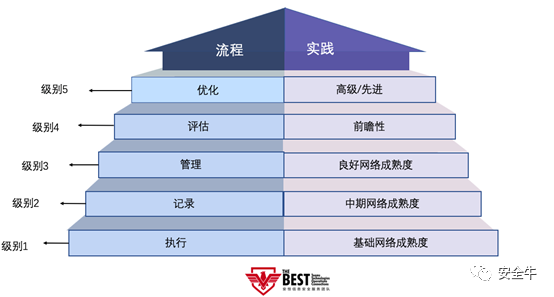 流程 实践
级别5 优化 高级/先进
级别4 评估 前瞻性
级别3 管理 良好网络成熟度
级别2 记录 中期网络成熟度
级别1 执行 基础网络成熟度
THE
BEST
安全牛